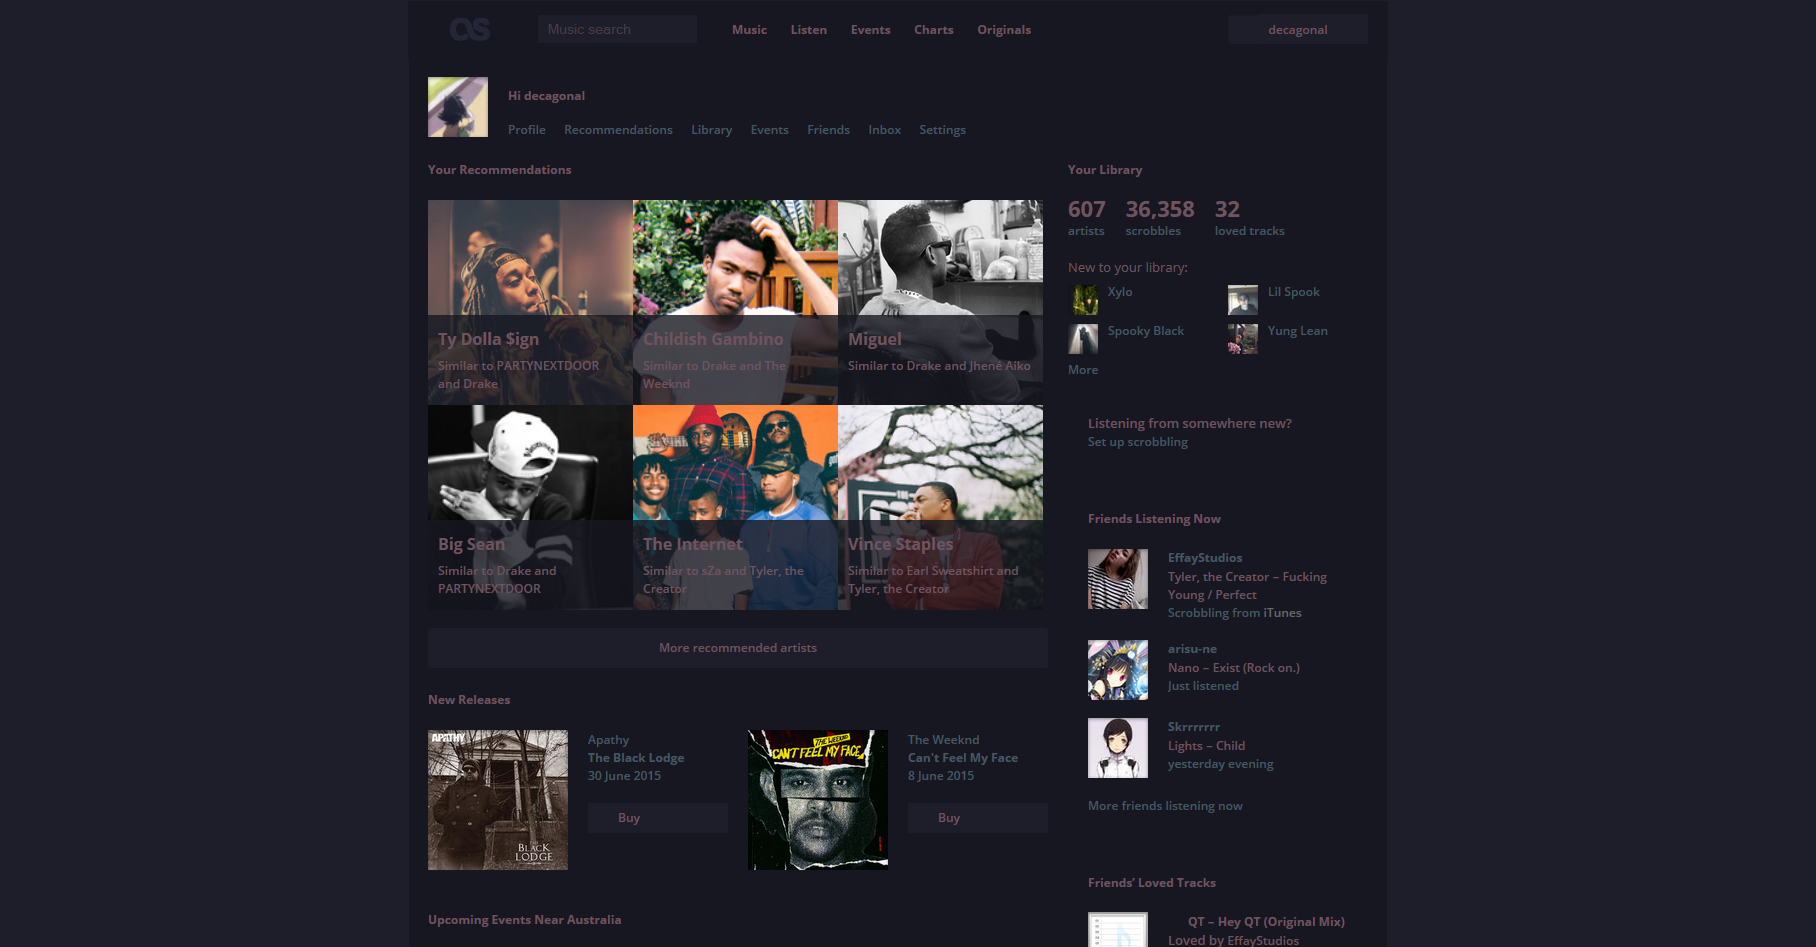 as
Music search
Music Listen Events Charts Originals
decagonal
Hi decagonal
Profile Recommendations Library Events Friends Inbox Settings
Your Recommendations
Ty Dolla $ign
Similar to PARTYNEXTDOOR
and Drake
Childish Gambino
Similar to Drake and The
Weeknd
Miguel
Similar to Drake and Jhené Aiko
Big Sean
Similar to Drake and
PARTYNEXTDOOR
The Internet
Similar to sZa and Tyler, the
Creator
Vince Staples
Similar to Earl Sweatshirt and
Tyler, the Creator
More recommended artists
New Releases
APATHY
THE BLACK
LODGE
Apathy
The Black Lodge
30 June 2015
Buy
THE WEEKND
CAN'T FEEL MY FACE
The Weeknd
Can't Feel My Face
8 June 2015
Buy
Upcoming Events Near Australia
Your Library
607 36,358 32
artists scrobbles loved tracks
New to your library:
Xylo
Lil Spook
Spooky Black
Yung Lean
More
Listening from somewhere new?
Set up scrobbling
Friends Listening Now
EffayStudios
Tyler, the Creator – Fucking
Young / Perfect
Scrobbling from iTunes
arisu-ne
Nano – Exist (Rock on.)
Just listened
Skrrrrrrr
Lights – Child
yesterday evening
More friends listening now
Friends’ Loved Tracks
QT – Hey QT (Original Mix)
Loved by EffayStudios